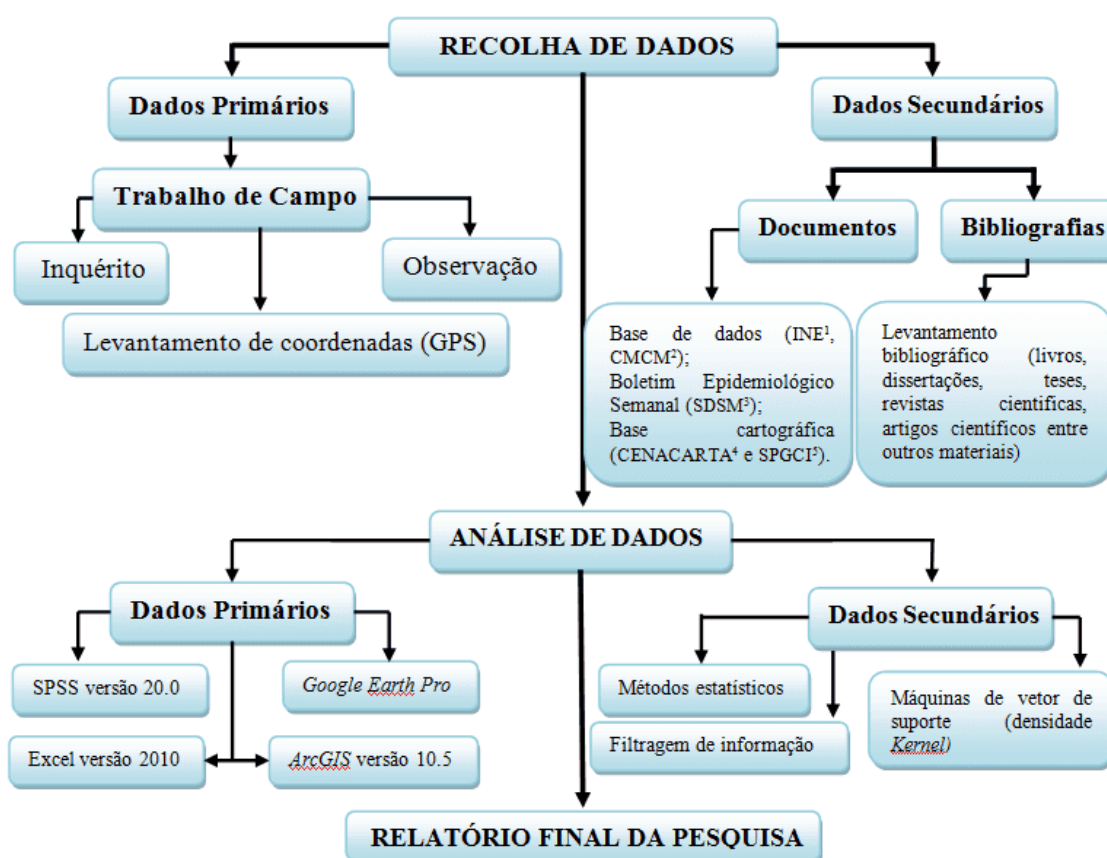 RECOLHA DE DADOS
Dados Primários
Dados Secundários
Trabalho de Campo
Documentos
Bibliografias
Inquérito
Observação
Levantamento de coordenadas (GPS)
Base de dados (INE¹,
CMCM²);
Boletim Epidemiológico
Semanal (SDSM³);
Base cartográfica
(CENACARTA⁴ e SPGCI⁵).
Levantamento
bibliográfico (livros,
dissertações, teses,
revistas cientificas,
artigos científicos entre
outros materiais)
ANÁLISE DE DADOS
Dados Primários
Dados Secundários
SPSS versão 20.0
Google Earth Pro
Excel versão 2010
ArcGIS versão 10.5
Métodos estatísticos
Filtragem de informação
Máquinas de vetor de
suporte (densidade
Kernel)
RELATÓRIO FINAL DA PESQUISA